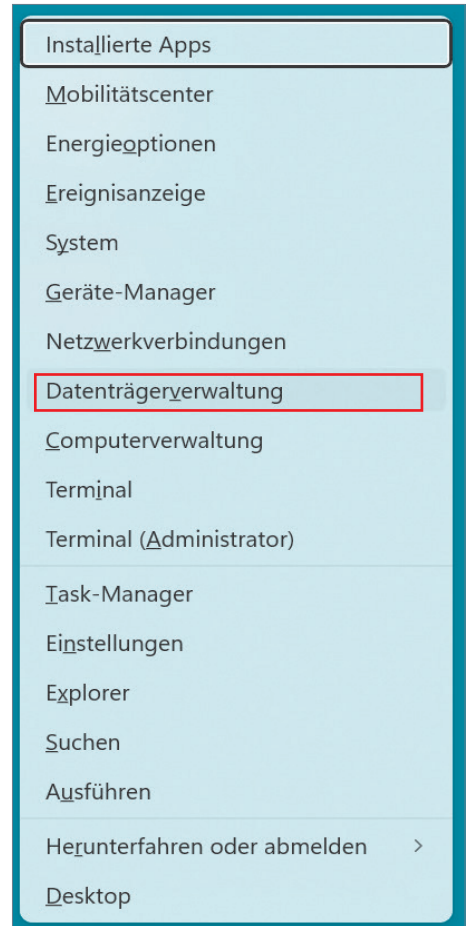 Installierte Apps
Mobilitätscenter
Energieoptionen
Ereignisanzeige
System
Geräte-Manager
Netzwerkverbindungen
Datenträgerverwaltung
Computerverwaltung
Terminal
Terminal (Administrator)
Task-Manager
Einstellungen
Explorer
Suchen
Ausführen
Herunterfahren oder abmelden
Desktop